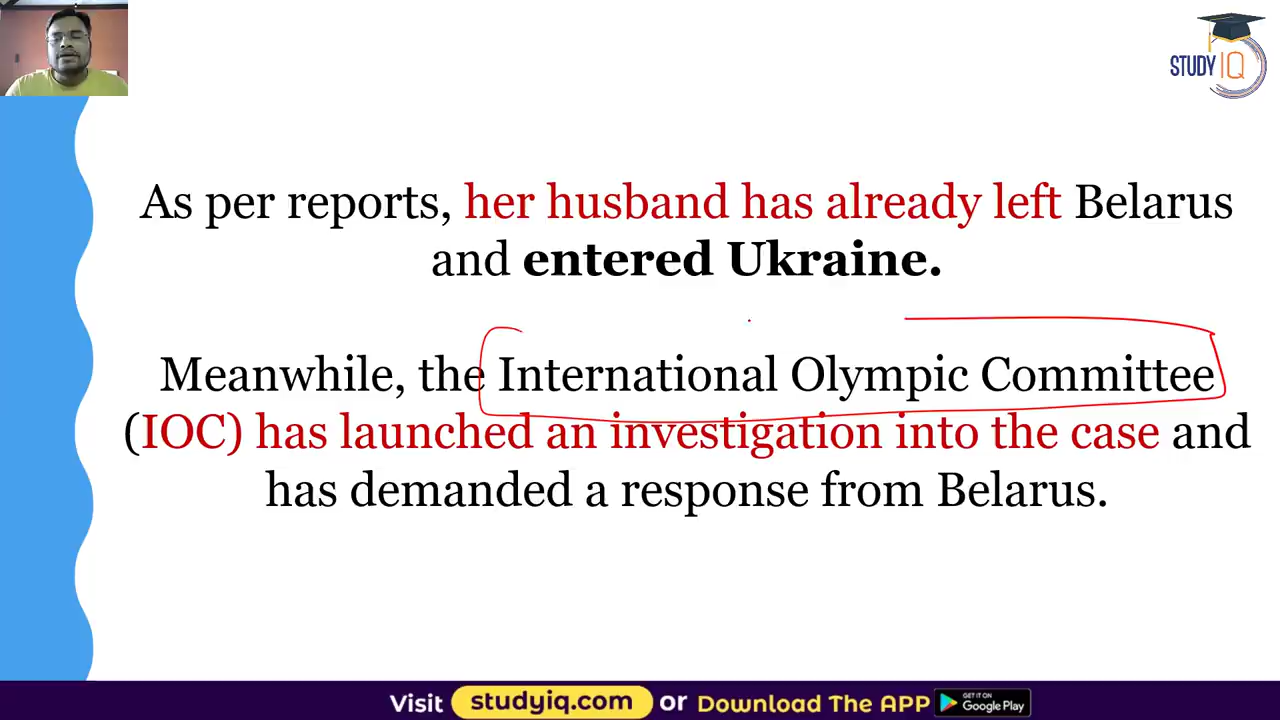 STUDY IQ
As per reports, her husband has already left Belarus
and entered Ukraine.
Meanwhile, the International Olympic Committee
(IOC) has launched an investigation into the case and
has demanded a response from Belarus.
Visit studyiq.com or Download The APP GET IT ON Google Play